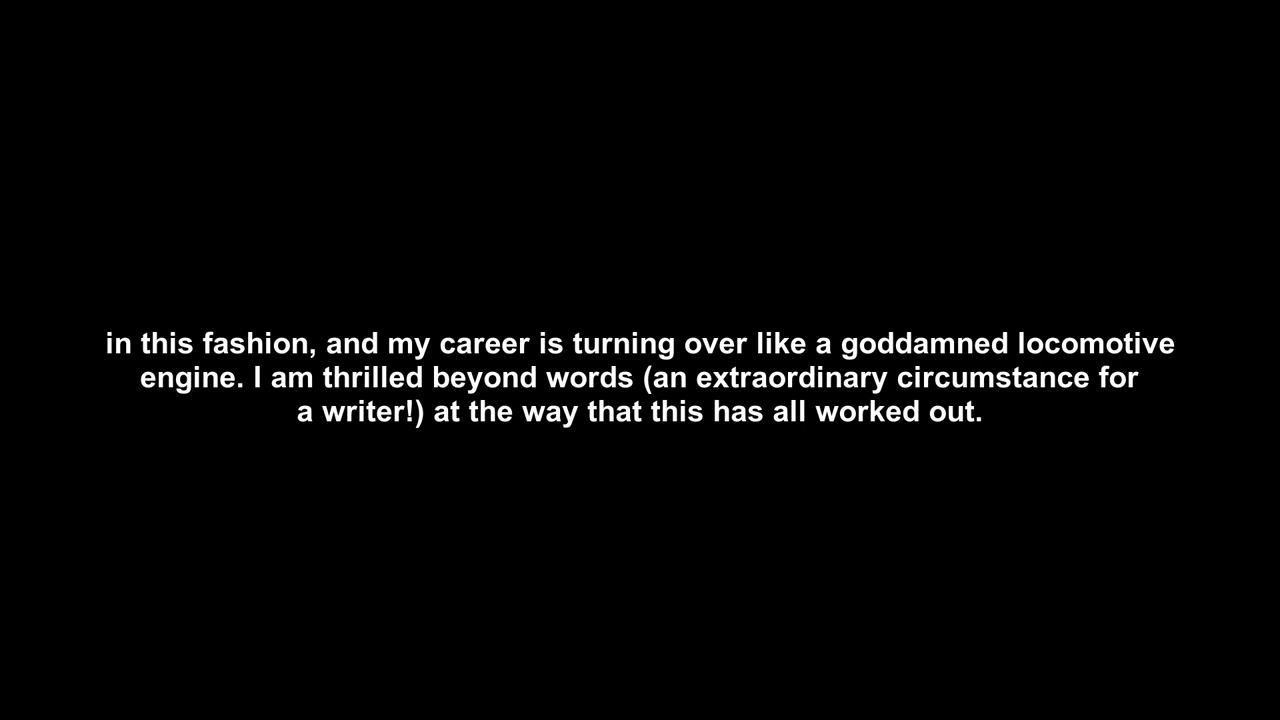 in this fashion, and my career is turning over like a goddamned locomotive
engine. I am thrilled beyond words (an extraordinary circumstance for
a writer!) at the way that this has all worked out.